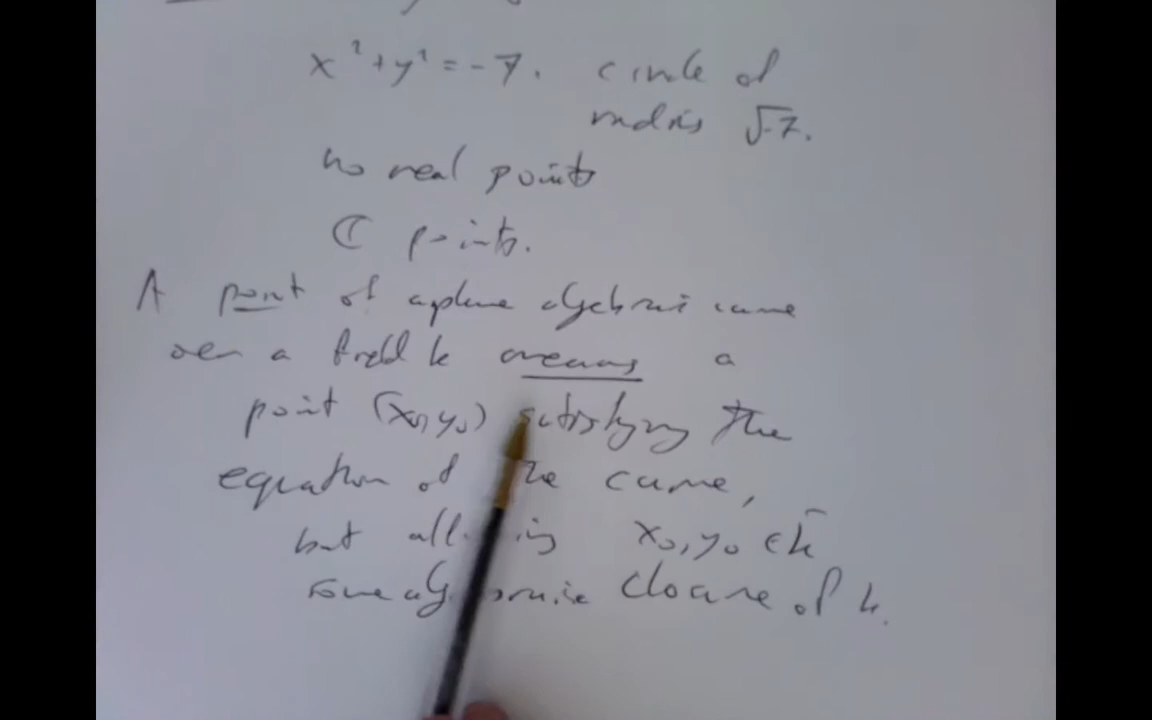 x² + y² = -7. circle of
radius √-7.
no real points
ℂ points.
A point of a plane algebraic curve
over a field k means a
point (x₀, y₀) satisfying the
equation of the curve,
but allowing x₀, y₀ ∈ k̄
some algebraic closure of k.